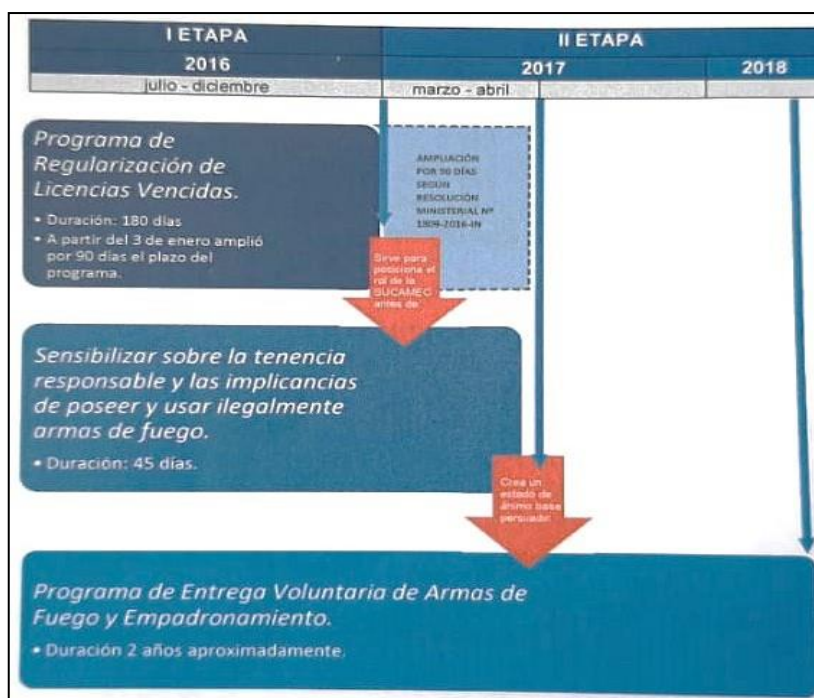 I ETAPA
II ETAPA
2016
2017
2018
julio - diciembre
marzo - abril
Programa de
Regularización de
Licencias Vencidas.
• Duración: 180 días
• A partir del 3 de enero amplió
por 90 días el plazo del
programa.
AMPLIACIÓN
POR 90 DÍAS
SEGÚN
RESOLUCIÓN
MINISTERIAL Nº
1809-2016-IN
Sirve para
posiciona el
rol de la
SUCAMEC
antes de:
Sensibilizar sobre la tenencia
responsable y las implicancias
de poseer y usar ilegalmente
armas de fuego.
• Duración: 45 días.
Crea un
estado de
ánimo base
persuadir:
Programa de Entrega Voluntaria de Armas de
Fuego y Empadronamiento.
• Duración 2 años aproximadamente.